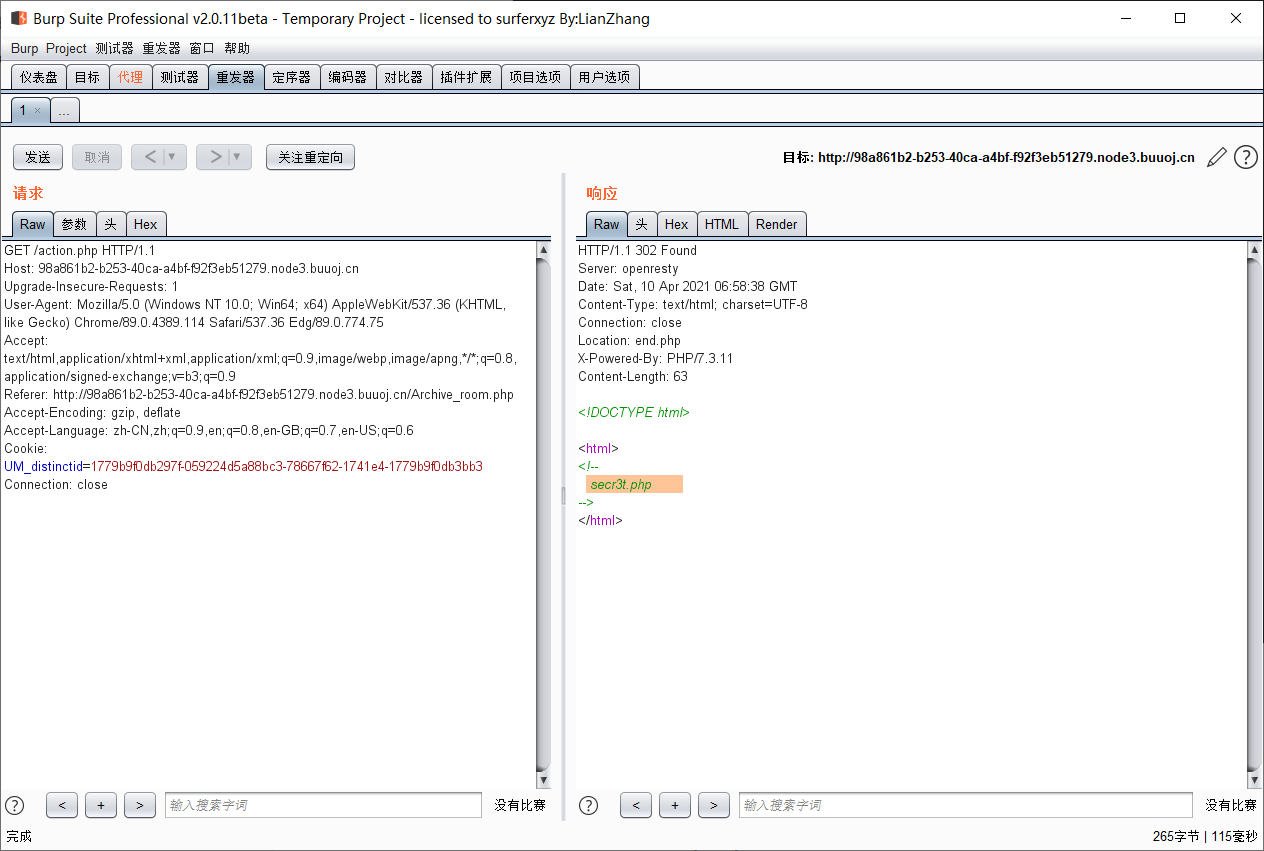 Burp Suite Professional v2.0.11beta - Temporary Project - licensed to surferxyz By:LianZhang
Burp Project 测试器 重发器 窗口 帮助
仪表盘 目标 代理 测试器 重发器 定序器 编码器 对比器 插件扩展 项目选项 用户选项
1 × ...
发送 取消 < ▼ > ▼ 关注重定向 目标: http://98a861b2-b253-40ca-a4bf-f92f3eb51279.node3.buuoj.cn ?
请求
Raw 参数 头 Hex
GET /action.php HTTP/1.1
Host: 98a861b2-b253-40ca-a4bf-f92f3eb51279.node3.buuoj.cn
Upgrade-Insecure-Requests: 1
User-Agent: Mozilla/5.0 (Windows NT 10.0; Win64; x64) AppleWebKit/537.36 (KHTML,
like Gecko) Chrome/89.0.4389.114 Safari/537.36 Edg/89.0.774.75
Accept:
text/html,application/xhtml+xml,application/xml;q=0.9,image/webp,image/apng,*/*;q=0.8,
application/signed-exchange;v=b3;q=0.9
Referer: http://98a861b2-b253-40ca-a4bf-f92f3eb51279.node3.buuoj.cn/Archive_room.php
Accept-Encoding: gzip, deflate
Accept-Language: zh-CN,zh;q=0.9,en;q=0.8,en-GB;q=0.7,en-US;q=0.6
Cookie:
UM_distinctid=1779b9f0db297f-059224d5a88bc3-78667f62-1741e4-1779b9f0db3bb3
Connection: close
? < + > 输入搜索字词 没有比赛
响应
Raw 头 Hex HTML Render
HTTP/1.1 302 Found
Server: openresty
Date: Sat, 10 Apr 2021 06:58:38 GMT
Content-Type: text/html; charset=UTF-8
Connection: close
Location: end.php
X-Powered-By: PHP/7.3.11
Content-Length: 63
<!DOCTYPE html>
<html>
<!--
secr3t.php
-->
</html>
? < + > 输入搜索字词 没有比赛
完成 265字节 | 115毫秒